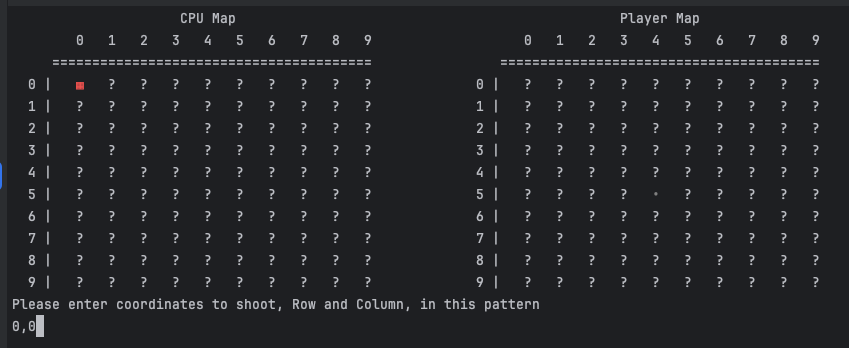 CPU Map Player Map
0 1 2 3 4 5 6 7 8 9 0 1 2 3 4 5 6 7 8 9
======================================== ========================================
0 | ■ ? ? ? ? ? ? ? ? ? 0 | ? ? ? ? ? ? ? ? ? ?
1 | ? ? ? ? ? ? ? ? ? ? 1 | ? ? ? ? ? ? ? ? ? ?
2 | ? ? ? ? ? ? ? ? ? ? 2 | ? ? ? ? ? ? ? ? ? ?
3 | ? ? ? ? ? ? ? ? ? ? 3 | ? ? ? ? ? ? ? ? ? ?
4 | ? ? ? ? ? ? ? ? ? ? 4 | ? ? ? ? ? ? ? ? ? ?
5 | ? ? ? ? ? ? ? ? ? ? 5 | ? ? ? ? • ? ? ? ? ?
6 | ? ? ? ? ? ? ? ? ? ? 6 | ? ? ? ? ? ? ? ? ? ?
7 | ? ? ? ? ? ? ? ? ? ? 7 | ? ? ? ? ? ? ? ? ? ?
8 | ? ? ? ? ? ? ? ? ? ? 8 | ? ? ? ? ? ? ? ? ? ?
9 | ? ? ? ? ? ? ? ? ? ? 9 | ? ? ? ? ? ? ? ? ? ?
Please enter coordinates to shoot, Row and Column, in this pattern
0,0